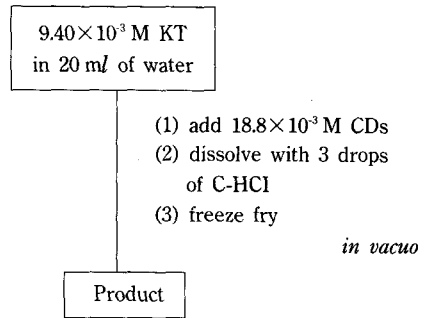 9.40×10⁻³ M KT
in 20 ml of water
(1) add 18.8×10⁻³ M CDs
(2) dissolve with 3 drops
of C-HCl
(3) freeze fry
in vacuo
Product